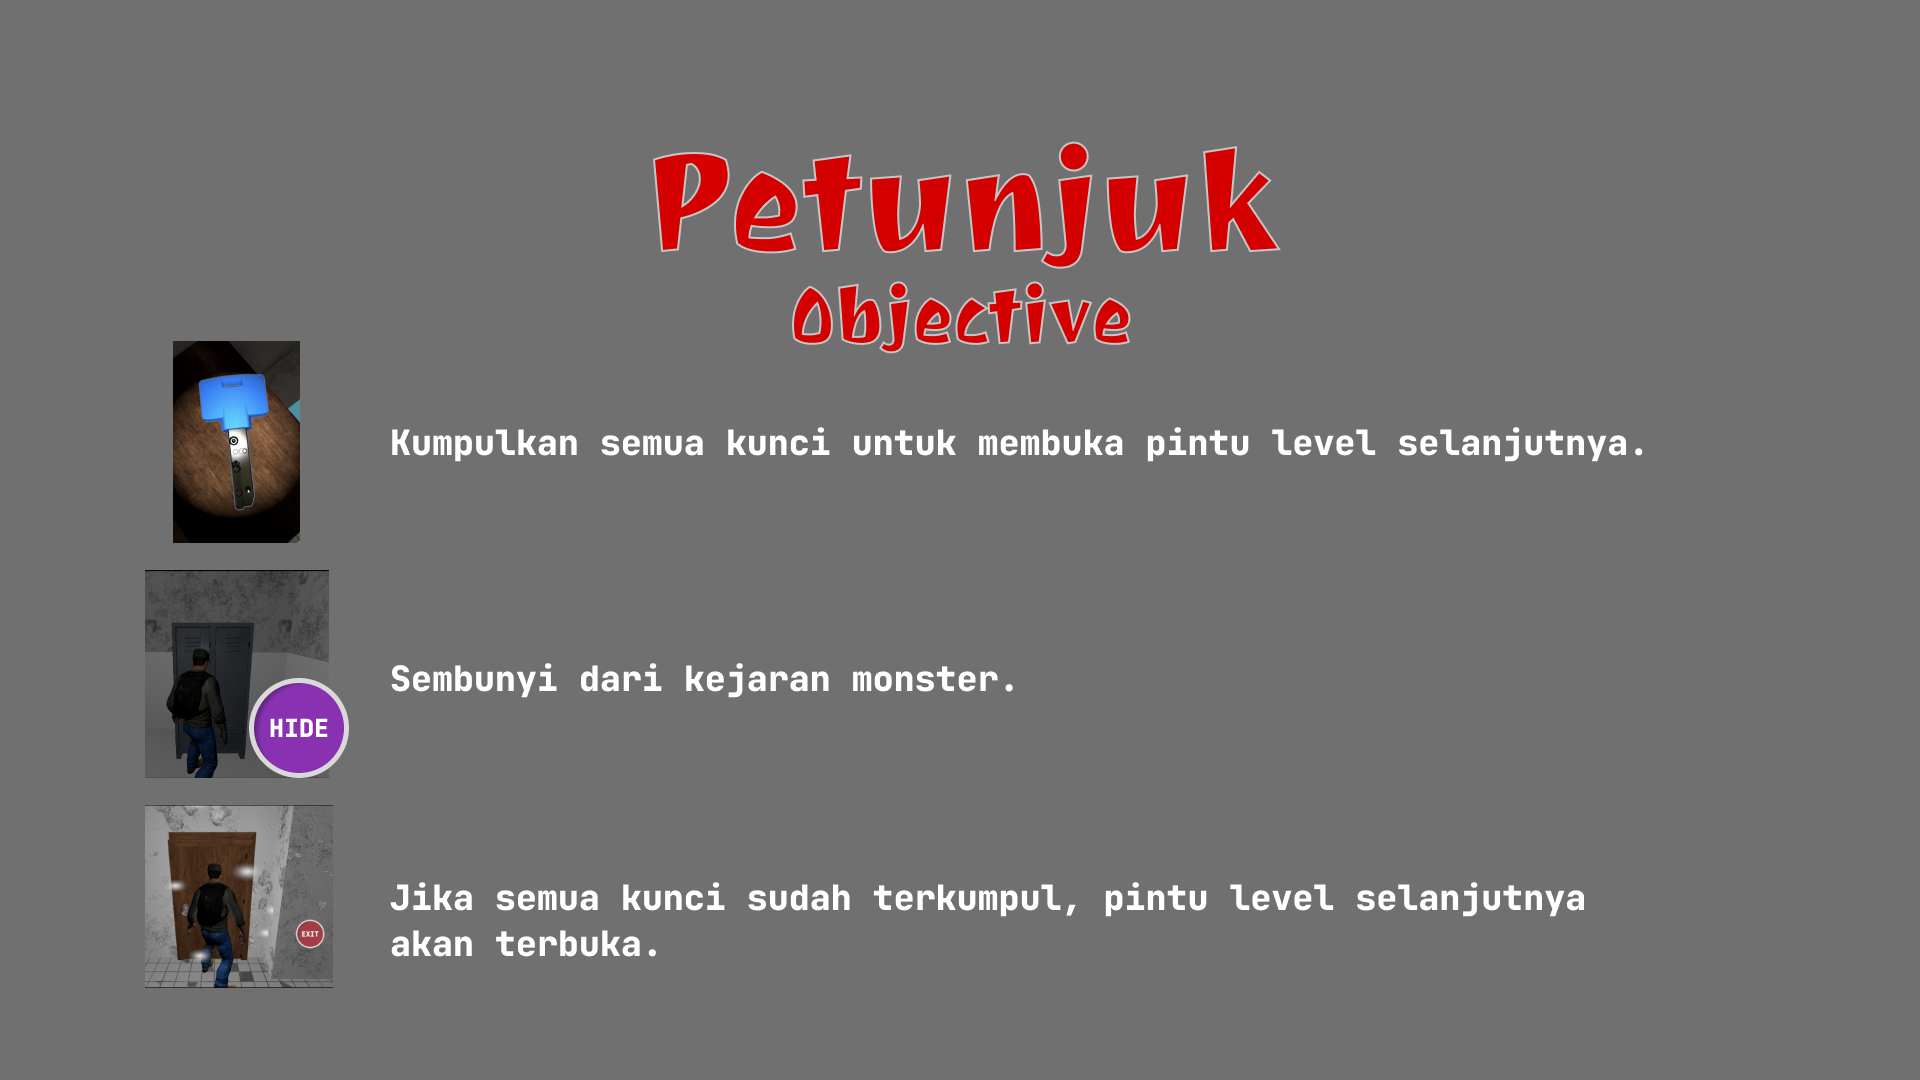 Petunjuk
Objective
Kumpulkan semua kunci untuk membuka pintu level selanjutnya.
Sembunyi dari kejaran monster.
HIDE
Jika semua kunci sudah terkumpul, pintu level selanjutnya
akan terbuka.
EXIT